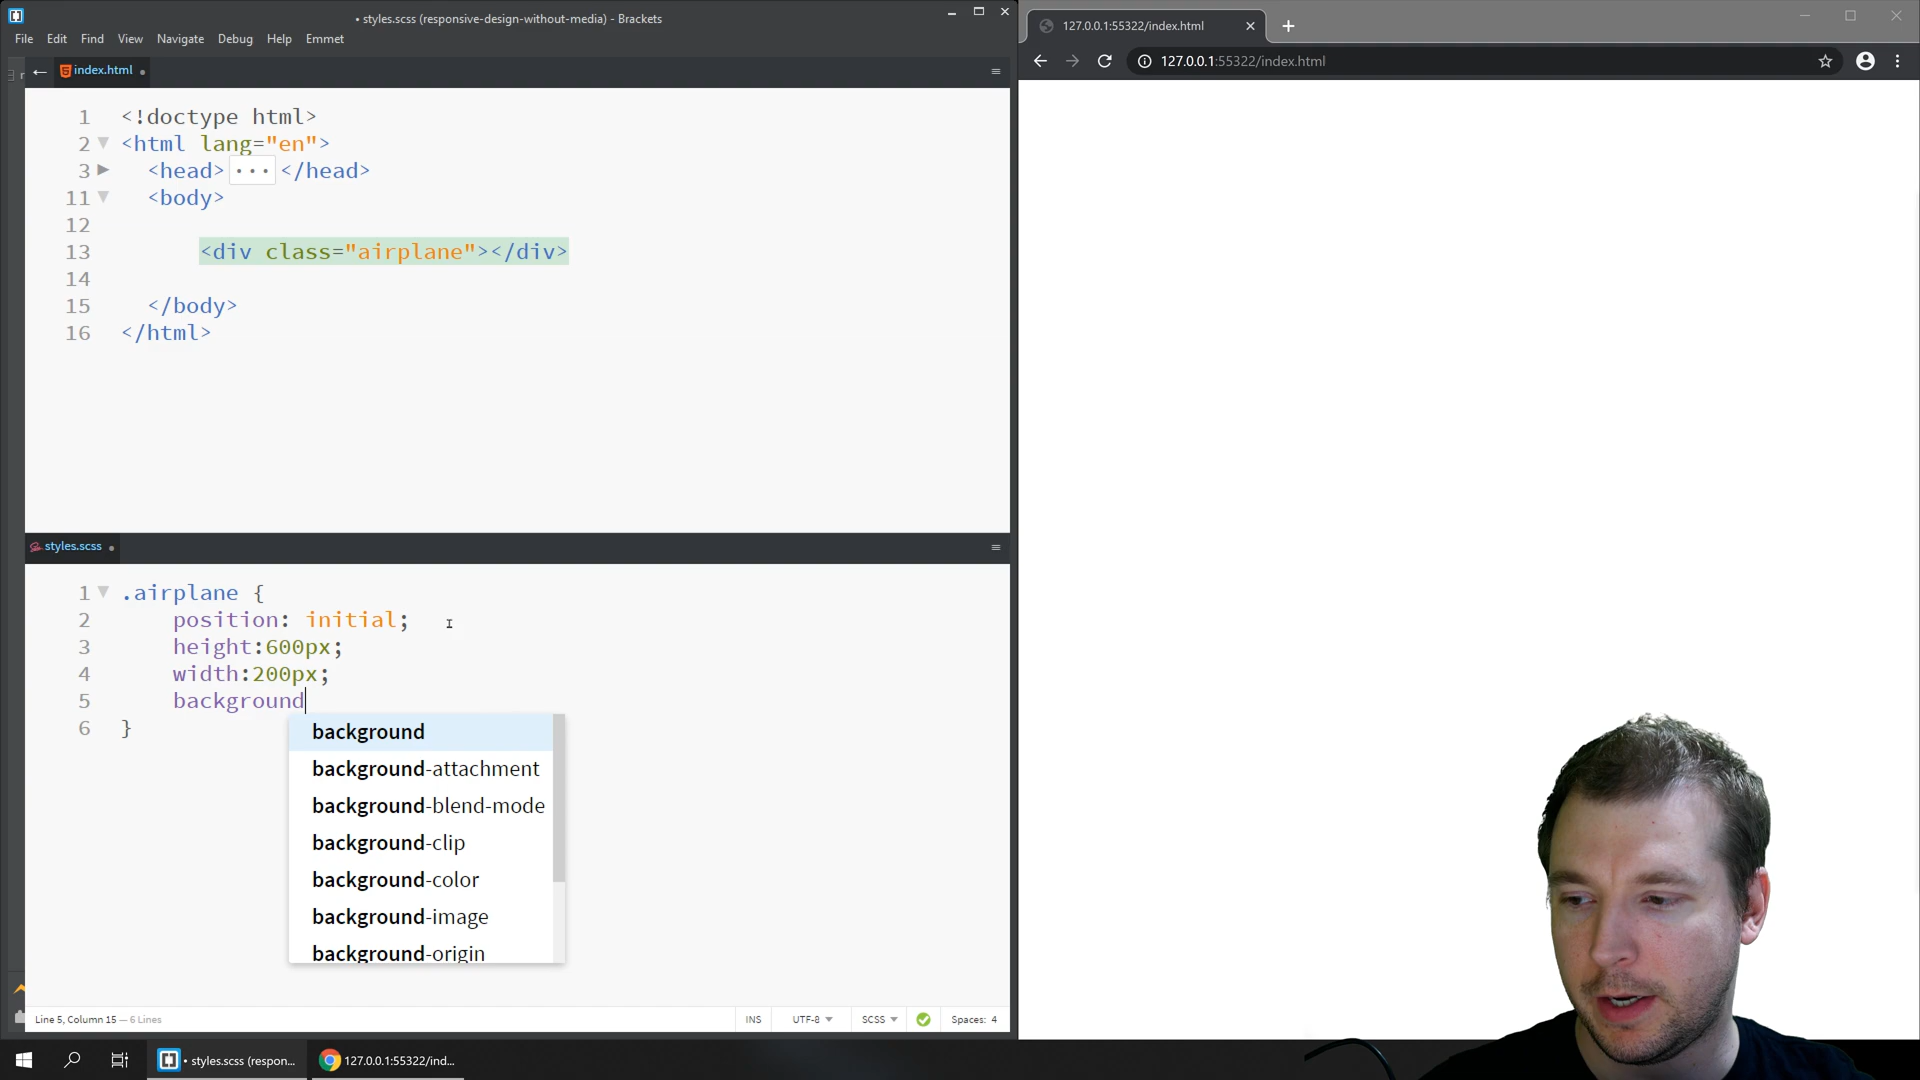 • styles.scss (responsive-design-without-media) - Brackets
File Edit Find View Navigate Debug Help Emmet
index.html •
1 <!doctype html>
2 <html lang="en">
3 <head>···</head>
11 <body>
12
13 <div class="airplane"></div>
14
15 </body>
16 </html>
styles.scss •
1 .airplane {
2 position: initial;
3 height:600px;
4 width:200px;
5 background
6 }
background
background-attachment
background-blend-mode
background-clip
background-color
background-image
background-origin
Line 5, Column 15 — 6 Lines
INS UTF-8 SCSS Spaces: 4
127.0.0.1:55322/index.html
127.0.0.1:55322/index.html
• styles.scss (respon...
127.0.0.1:55322/ind...